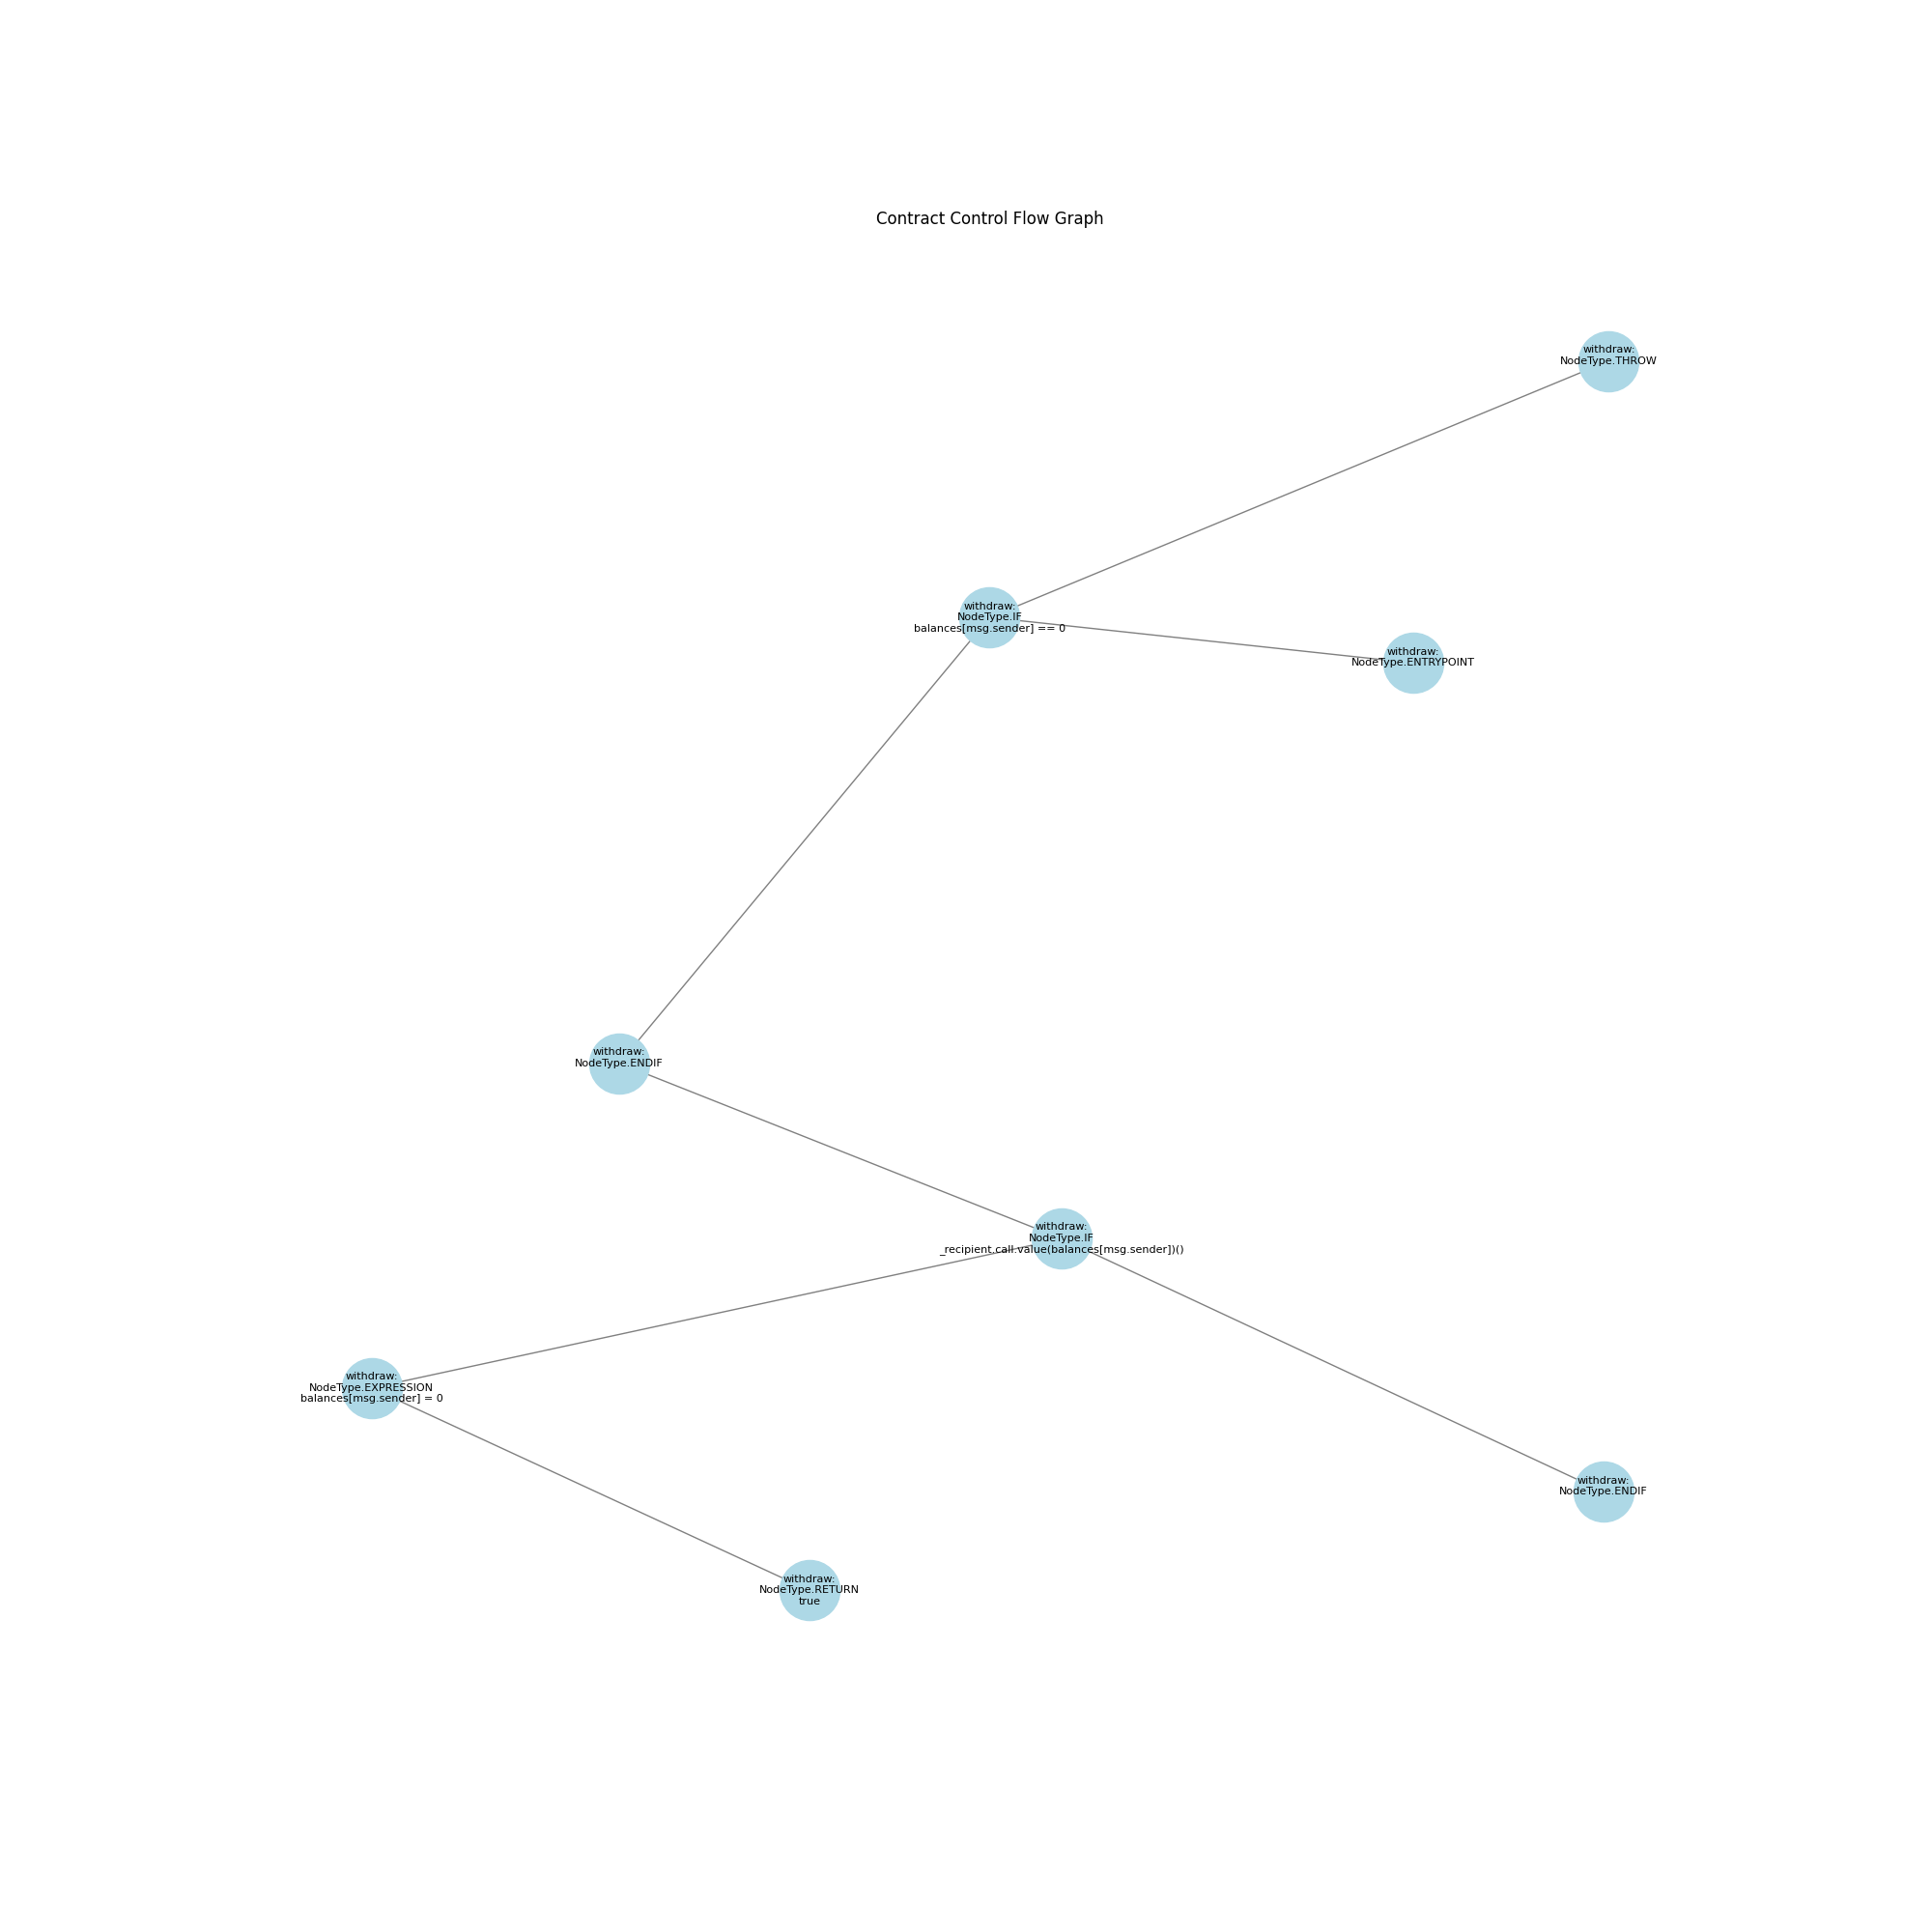 Contract Control Flow Graph
withdraw:
NodeType.THROW
withdraw:
NodeType.IF
balances[msg.sender] == 0
withdraw:
NodeType.ENTRYPOINT
withdraw:
NodeType.ENDIF
withdraw:
NodeType.IF
_recipient.call.value(balances[msg.sender])()
withdraw:
NodeType.EXPRESSION
balances[msg.sender] = 0
withdraw:
NodeType.ENDIF
withdraw:
NodeType.RETURN
true